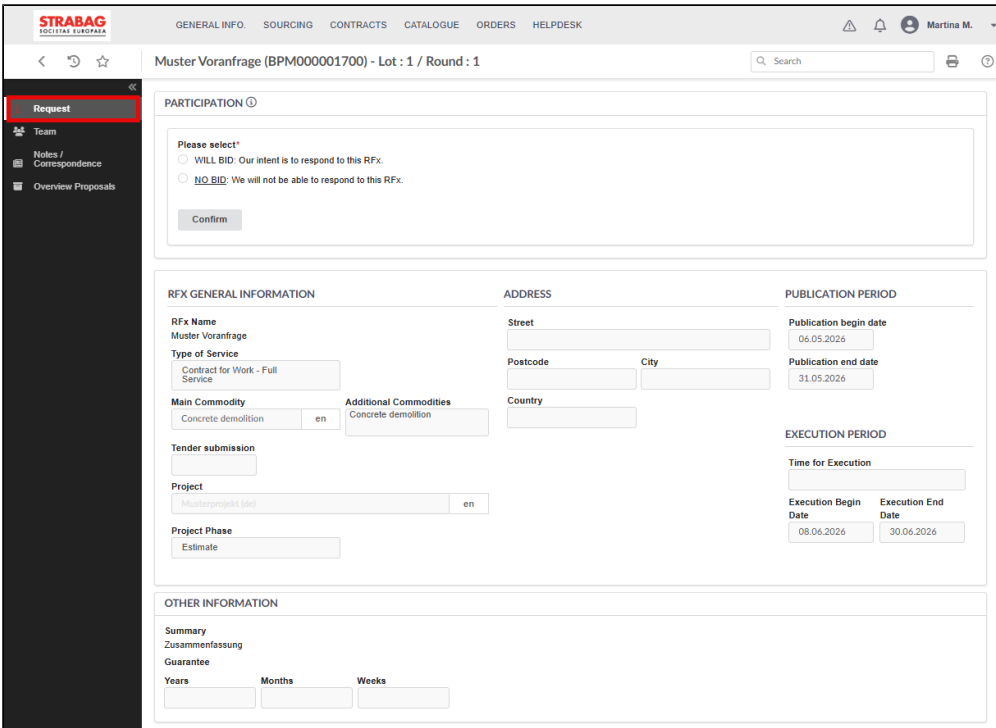 STRABAG
SOCIETAS EUROPAEA
GENERAL INFO. SOURCING CONTRACTS CATALOGUE ORDERS HELPDESK
Martina M.
Muster Voranfrage (BPM000001700) - Lot : 1 / Round : 1
Search
Request
Team
Notes /
Correspondence
Overview Proposals
PARTICIPATION
Please select*
WILL BID: Our intent is to respond to this RFx.
NO BID: We will not be able to respond to this RFx.
Confirm
RFX GENERAL INFORMATION
RFx Name
Muster Voranfrage
Type of Service
Contract for Work - Full
Service
Main Commodity Additional Commodities
Concrete demolition en Concrete demolition
Tender submission
Project
Musterprojekt (de) en
Project Phase
Estimate
ADDRESS
Street
Postcode City
Country
PUBLICATION PERIOD
Publication begin date
06.05.2026
Publication end date
31.05.2026
EXECUTION PERIOD
Time for Execution
Execution Begin Date Execution End Date
08.06.2026 30.06.2026
OTHER INFORMATION
Summary
Zusammenfassung
Guarantee
Years Months Weeks